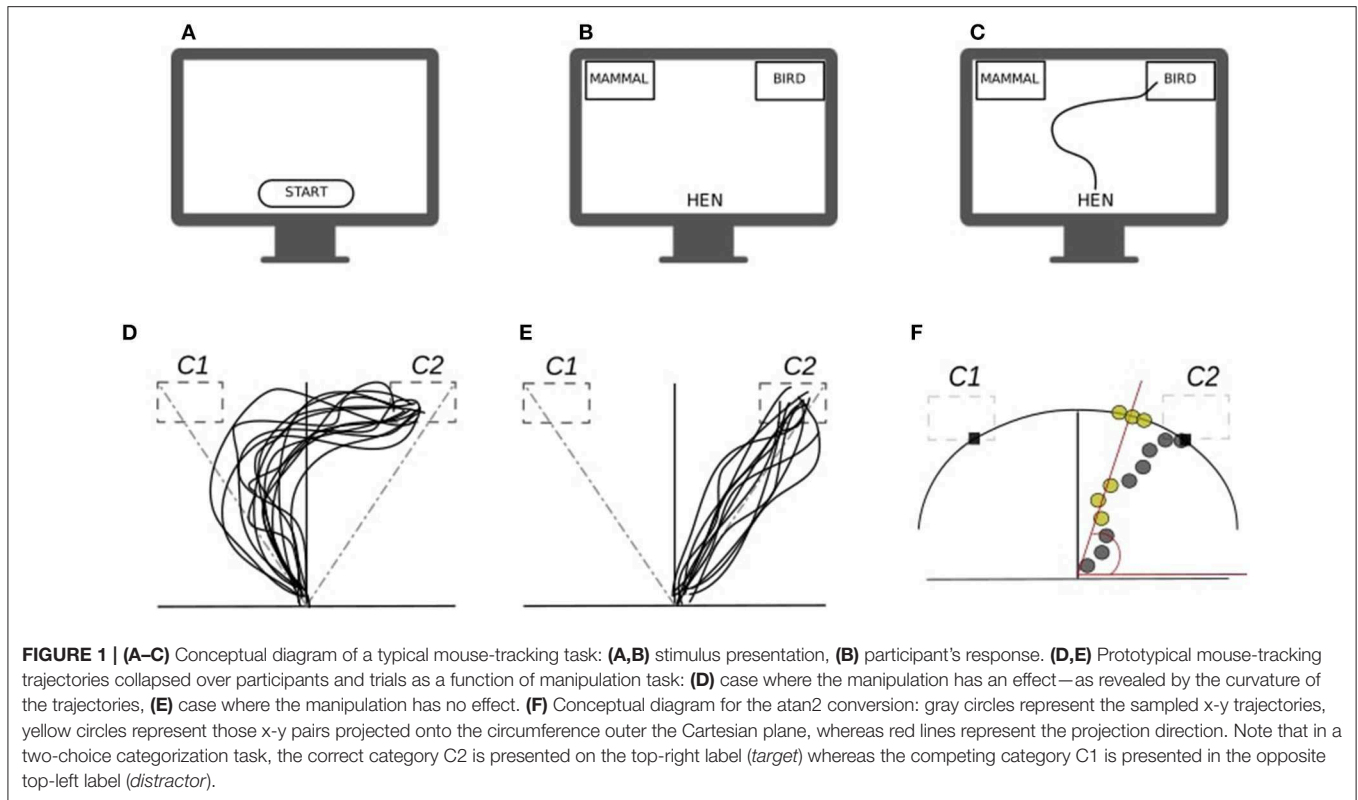 A
START
B
MAMMAL
BIRD
HEN
C
MAMMAL
BIRD
HEN
D
C1
C2
E
C1
C2
F
C1
C2
FIGURE 1 | (A–C) Conceptual diagram of a typical mouse-tracking task: (A,B) stimulus presentation, (B) participant's response. (D,E) Prototypical mouse-tracking
trajectories collapsed over participants and trials as a function of manipulation task: (D) case where the manipulation has an effect—as revealed by the curvature of
the trajectories, (E) case where the manipulation has no effect. (F) Conceptual diagram for the atan2 conversion: gray circles represent the sampled x-y trajectories,
yellow circles represent those x-y pairs projected onto the circumference outer the Cartesian plane, whereas red lines represent the projection direction. Note that in a
two-choice categorization task, the correct category C2 is presented on the top-right label (target) whereas the competing category C1 is presented in the opposite
top-left label (distractor).